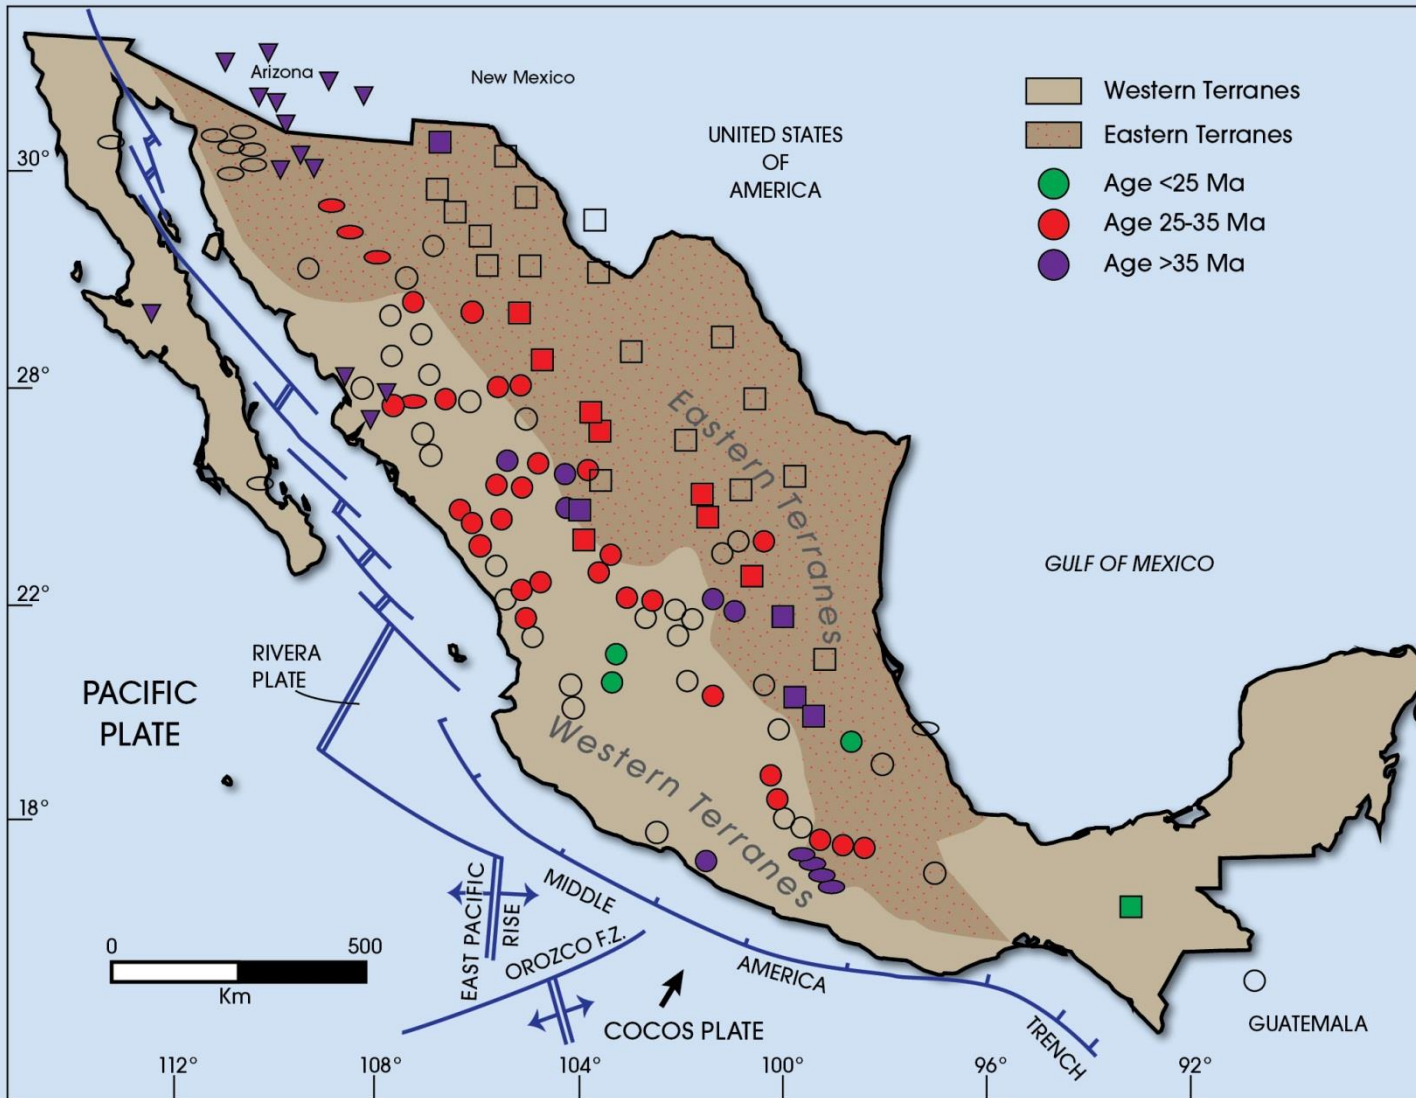 Arizona
New Mexico
UNITED STATES
OF
AMERICA
Western Terranes
Eastern Terranes
Age <25 Ma
Age 25-35 Ma
Age >35 Ma
30°
28°
22°
18°
Eastern Terranes
Western Terranes
GULF OF MEXICO
RIVERA
PLATE
PACIFIC
PLATE
EAST PACIFIC
RISE
OROZCO F.Z.
MIDDLE
AMERICA
TRENCH
COCOS PLATE
GUATEMALA
0 500
Km
112° 108° 104° 100° 96° 92°